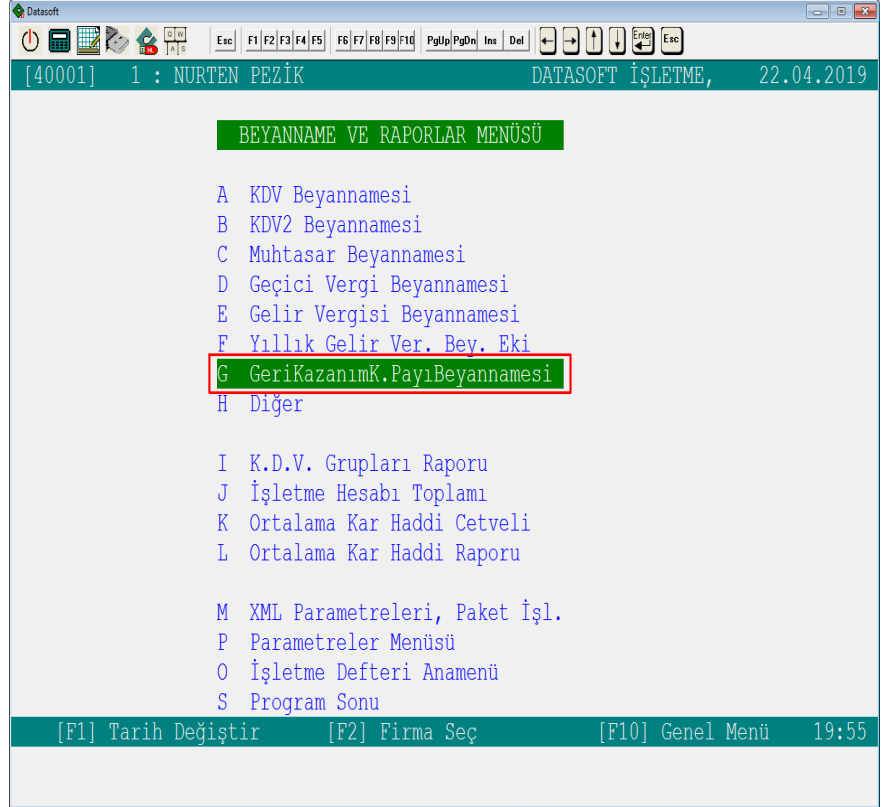 Datasoft
Q W
A S
Esc F1 F2 F3 F4 F5 F6 F7 F8 F9 F10 PgUp PgDn Ins Del Enter Esc
[40001] 1 : NURTEN PEZİK DATASOFT İŞLETME, 22.04.2019
BEYANNAME VE RAPORLAR MENÜSÜ
A KDV Beyannamesi
B KDV2 Beyannamesi
C Muhtasar Beyannamesi
D Geçici Vergi Beyannamesi
E Gelir Vergisi Beyannamesi
F Yıllık Gelir Ver. Bey. Eki
G GeriKazanımK.PayıBeyannamesi
H Diğer
I K.D.V. Grupları Raporu
J İşletme Hesabı Toplamı
K Ortalama Kar Haddi Cetveli
L Ortalama Kar Haddi Raporu
M XML Parametreleri, Paket İşl.
P Parametreler Menüsü
O İşletme Defteri Anamenü
S Program Sonu
[F1] Tarih Değiştir [F2] Firma Seç [F10] Genel Menü 19:55